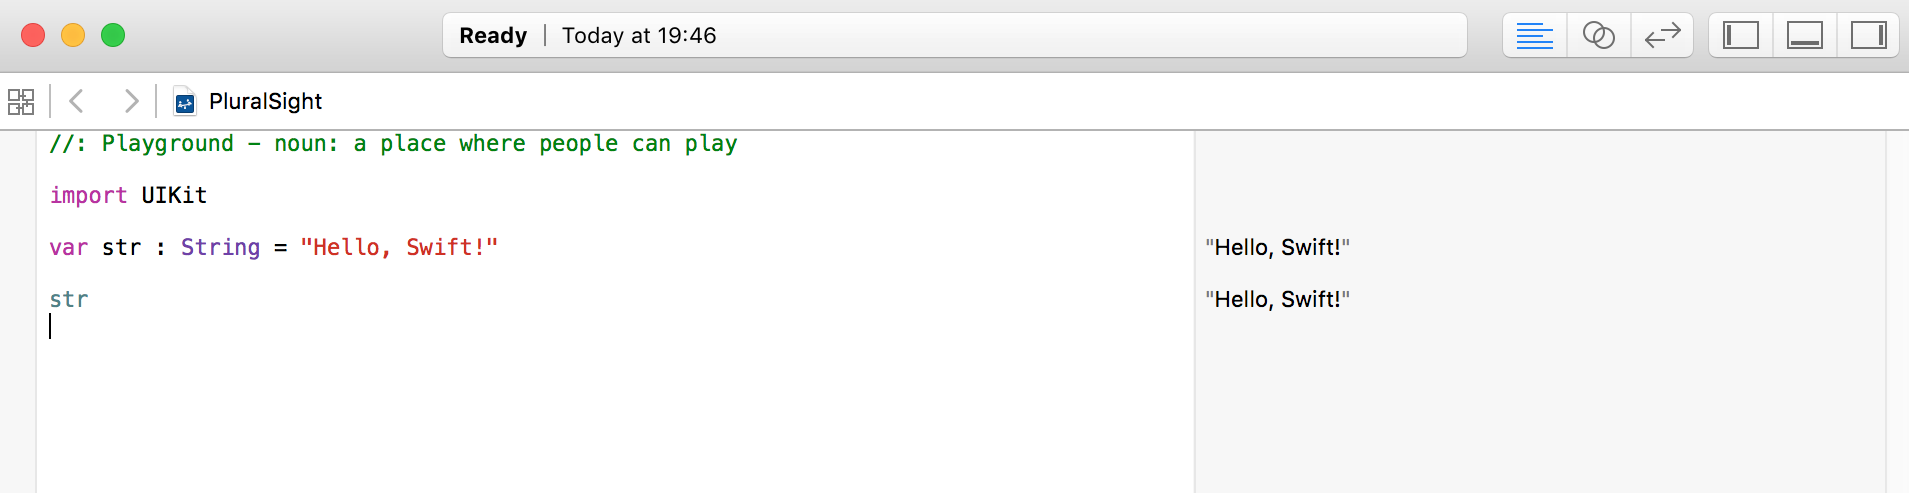 Ready | Today at 19:46
PluralSight
//: Playground – noun: a place where people can play
import UIKit
var str : String = "Hello, Swift!"
"Hello, Swift!"
str
"Hello, Swift!"